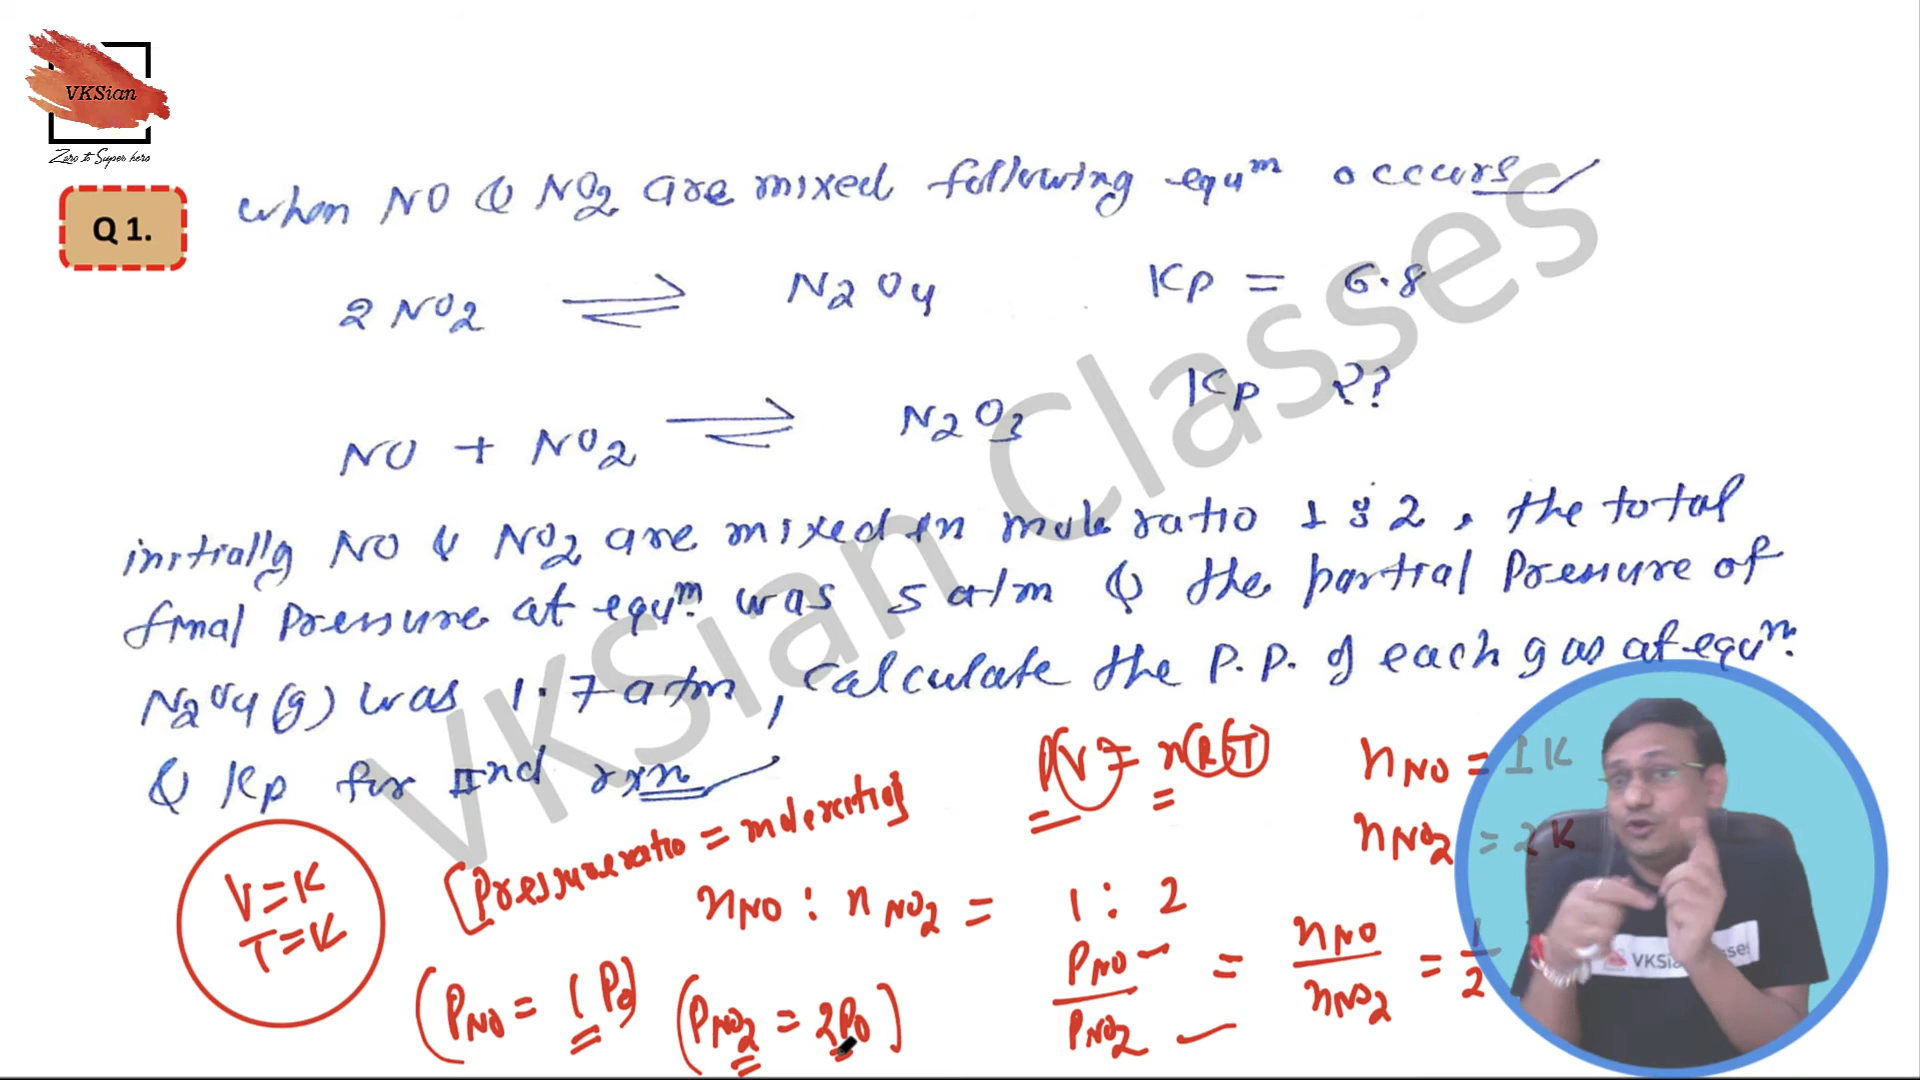 VKSian
Zero to Super hero
Q 1.
when NO & NO2 are mixed following equm occurs
2 NO2 ⇌ N2O4 Kp = 6.8
NO + NO2 ⇌ N2O3 Kp ??
initially NO & NO2 are mixed in mole ratio 1 : 2, the total
final Pressure at equm. was 5 atm & the partial Pressure of
N2O4(g) was 1.7 atm, calculate the P.P. of each gas at equm.
& Kp for IInd rxn
VKSian Classes
PV = nRT
nNO = 1K
nNO2 = 2K
V=K
T=K
[Pressure ratio = mole ratio]
nNO : nNO2 = 1 : 2
PNO / PNO2 = nNO / nNO2 = 1/2
(PNO = 1P0) (PNO2 = 2P0)